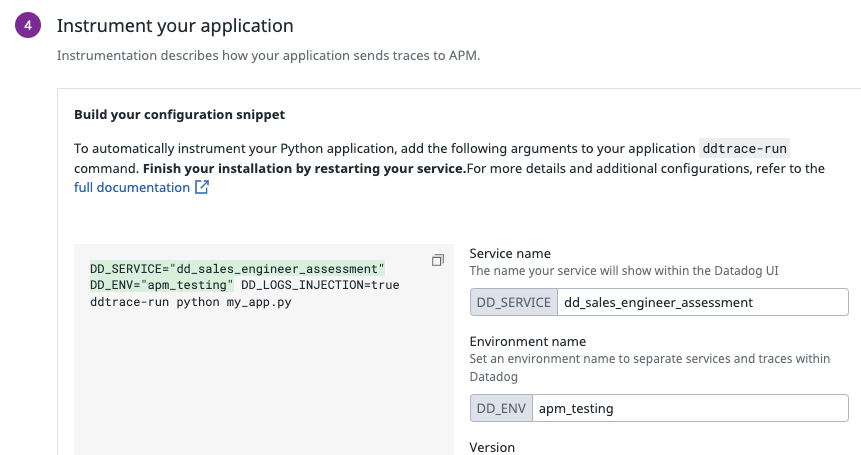 4 Instrument your application
Instrumentation describes how your application sends traces to APM.
Build your configuration snippet
To automatically instrument your Python application, add the following arguments to your application ddtrace-run
command. Finish your installation by restarting your service.For more details and additional configurations, refer to the
full documentation
DD_SERVICE="dd_sales_engineer_assessment"
DD_ENV="apm_testing" DD_LOGS_INJECTION=true
ddtrace-run python my_app.py
Service name
The name your service will show within the Datadog UI
DD_SERVICE dd_sales_engineer_assessment
Environment name
Set an environment name to separate services and traces within
Datadog
DD_ENV apm_testing
Version